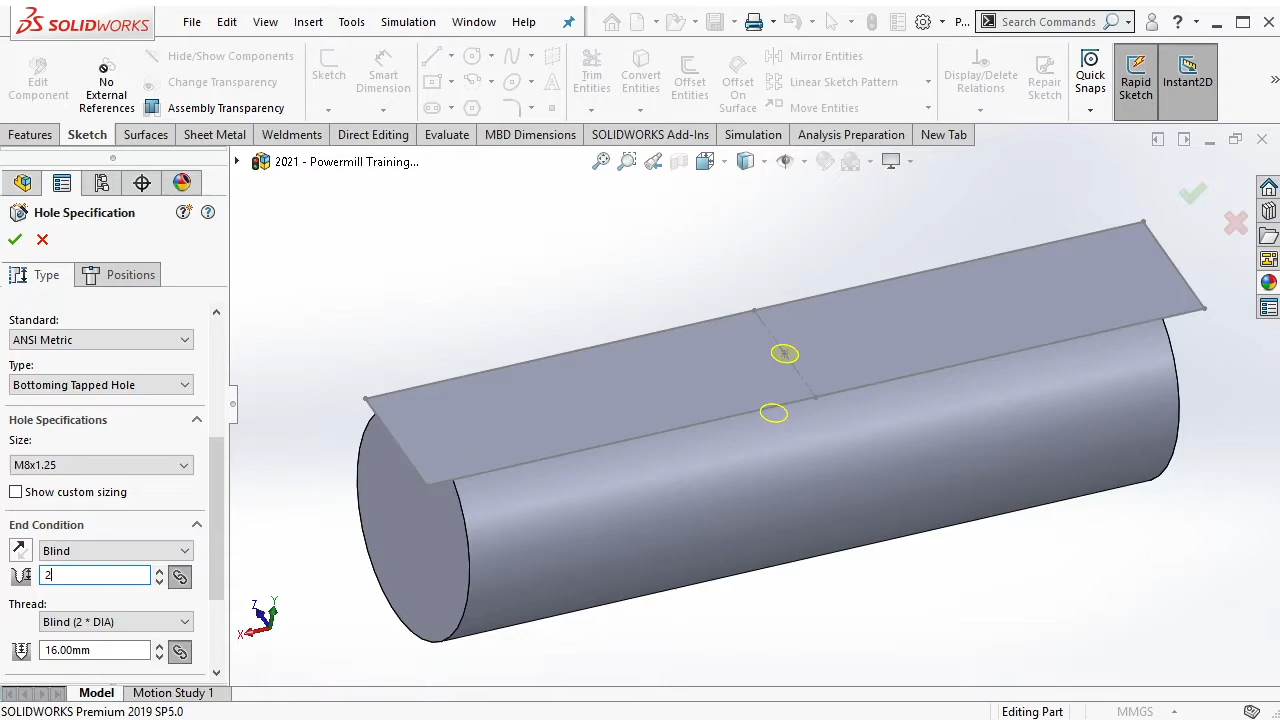 SOLIDWORKS File Edit View Insert Tools Simulation Window Help P... Search Commands
Edit Component
No External References
Hide/Show Components
Change Transparency
Assembly Transparency
Sketch
Smart Dimension
Trim Entities
Convert Entities
Offset Entities
Offset On Surface
Mirror Entities
Linear Sketch Pattern
Move Entities
Display/Delete Relations
Repair Sketch
Quick Snaps
Rapid Sketch
Instant2D
Features Sketch Surfaces Sheet Metal Weldments Direct Editing Evaluate MBD Dimensions SOLIDWORKS Add-Ins Simulation Analysis Preparation New Tab
2021 - Powermill Training...
Hole Specification
Type Positions
Standard:
ANSI Metric
Type:
Bottoming Tapped Hole
Hole Specifications
Size:
M8x1.25
Show custom sizing
End Condition
Blind
2
Thread:
Blind (2 * DIA)
16.00mm
Z Y
X
Model Motion Study 1
SOLIDWORKS Premium 2019 SP5.0 Editing Part MMGS